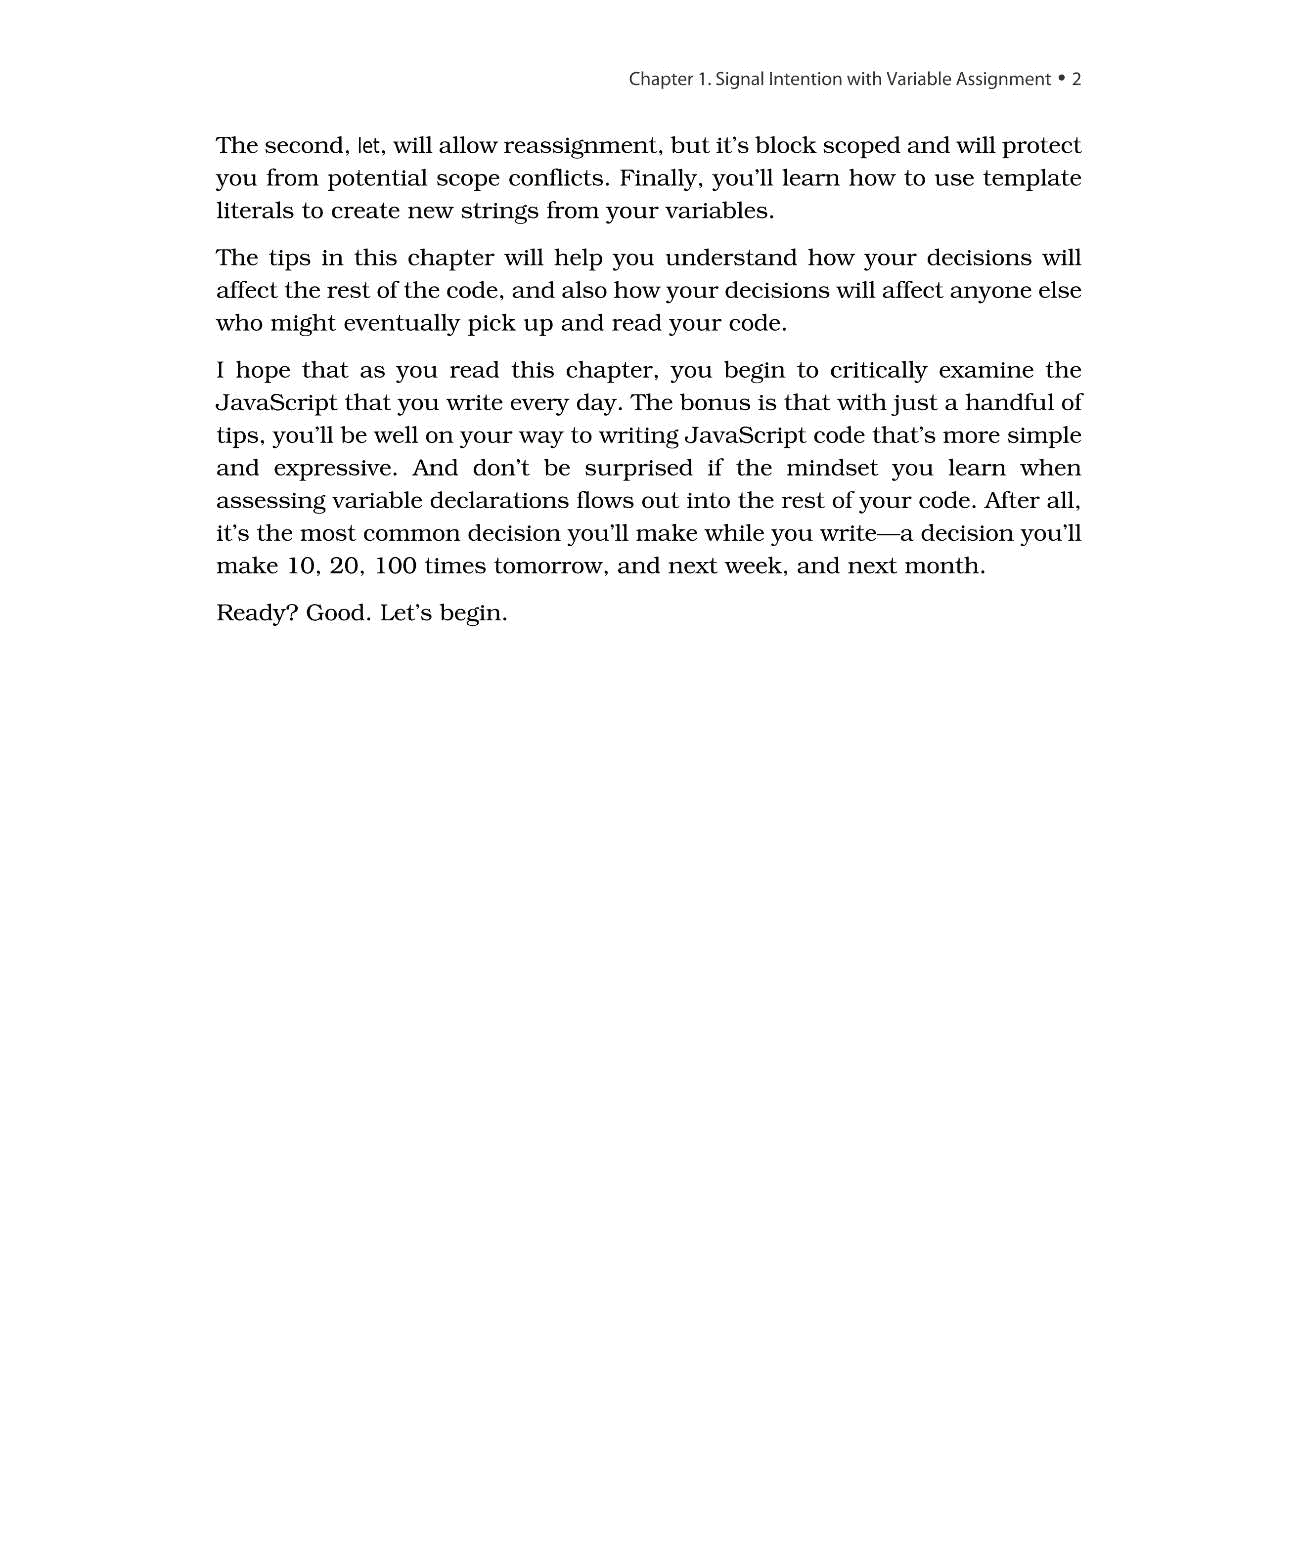 Chapter 1. Signal Intention with Variable Assignment • 2
The second, let, will allow reassignment, but it’s block scoped and will protect
you from potential scope conflicts. Finally, you’ll learn how to use template
literals to create new strings from your variables.
The tips in this chapter will help you understand how your decisions will
affect the rest of the code, and also how your decisions will affect anyone else
who might eventually pick up and read your code.
I hope that as you read this chapter, you begin to critically examine the
JavaScript that you write every day. The bonus is that with just a handful of
tips, you’ll be well on your way to writing JavaScript code that’s more simple
and expressive. And don’t be surprised if the mindset you learn when
assessing variable declarations flows out into the rest of your code. After all,
it’s the most common decision you’ll make while you write—a decision you’ll
make 10, 20, 100 times tomorrow, and next week, and next month.
Ready? Good. Let’s begin.